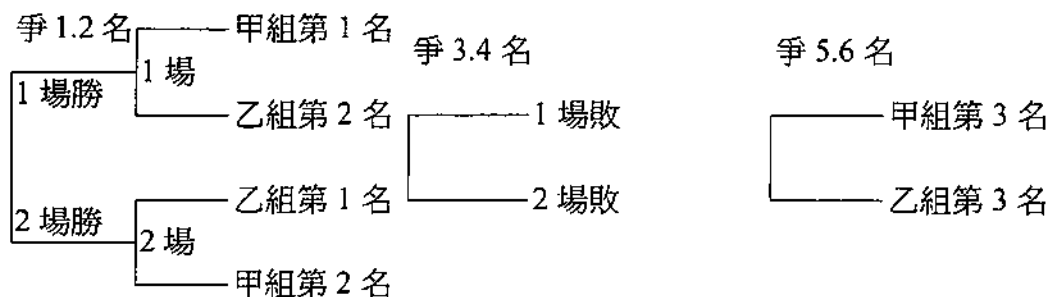 爭 1.2 名
甲組第 1 名
1 場
1 場勝
乙組第 2 名
乙組第 1 名
2 場勝
2 場
甲組第 2 名
爭 3.4 名
1 場敗
2 場敗
爭 5.6 名
甲組第 3 名
乙組第 3 名